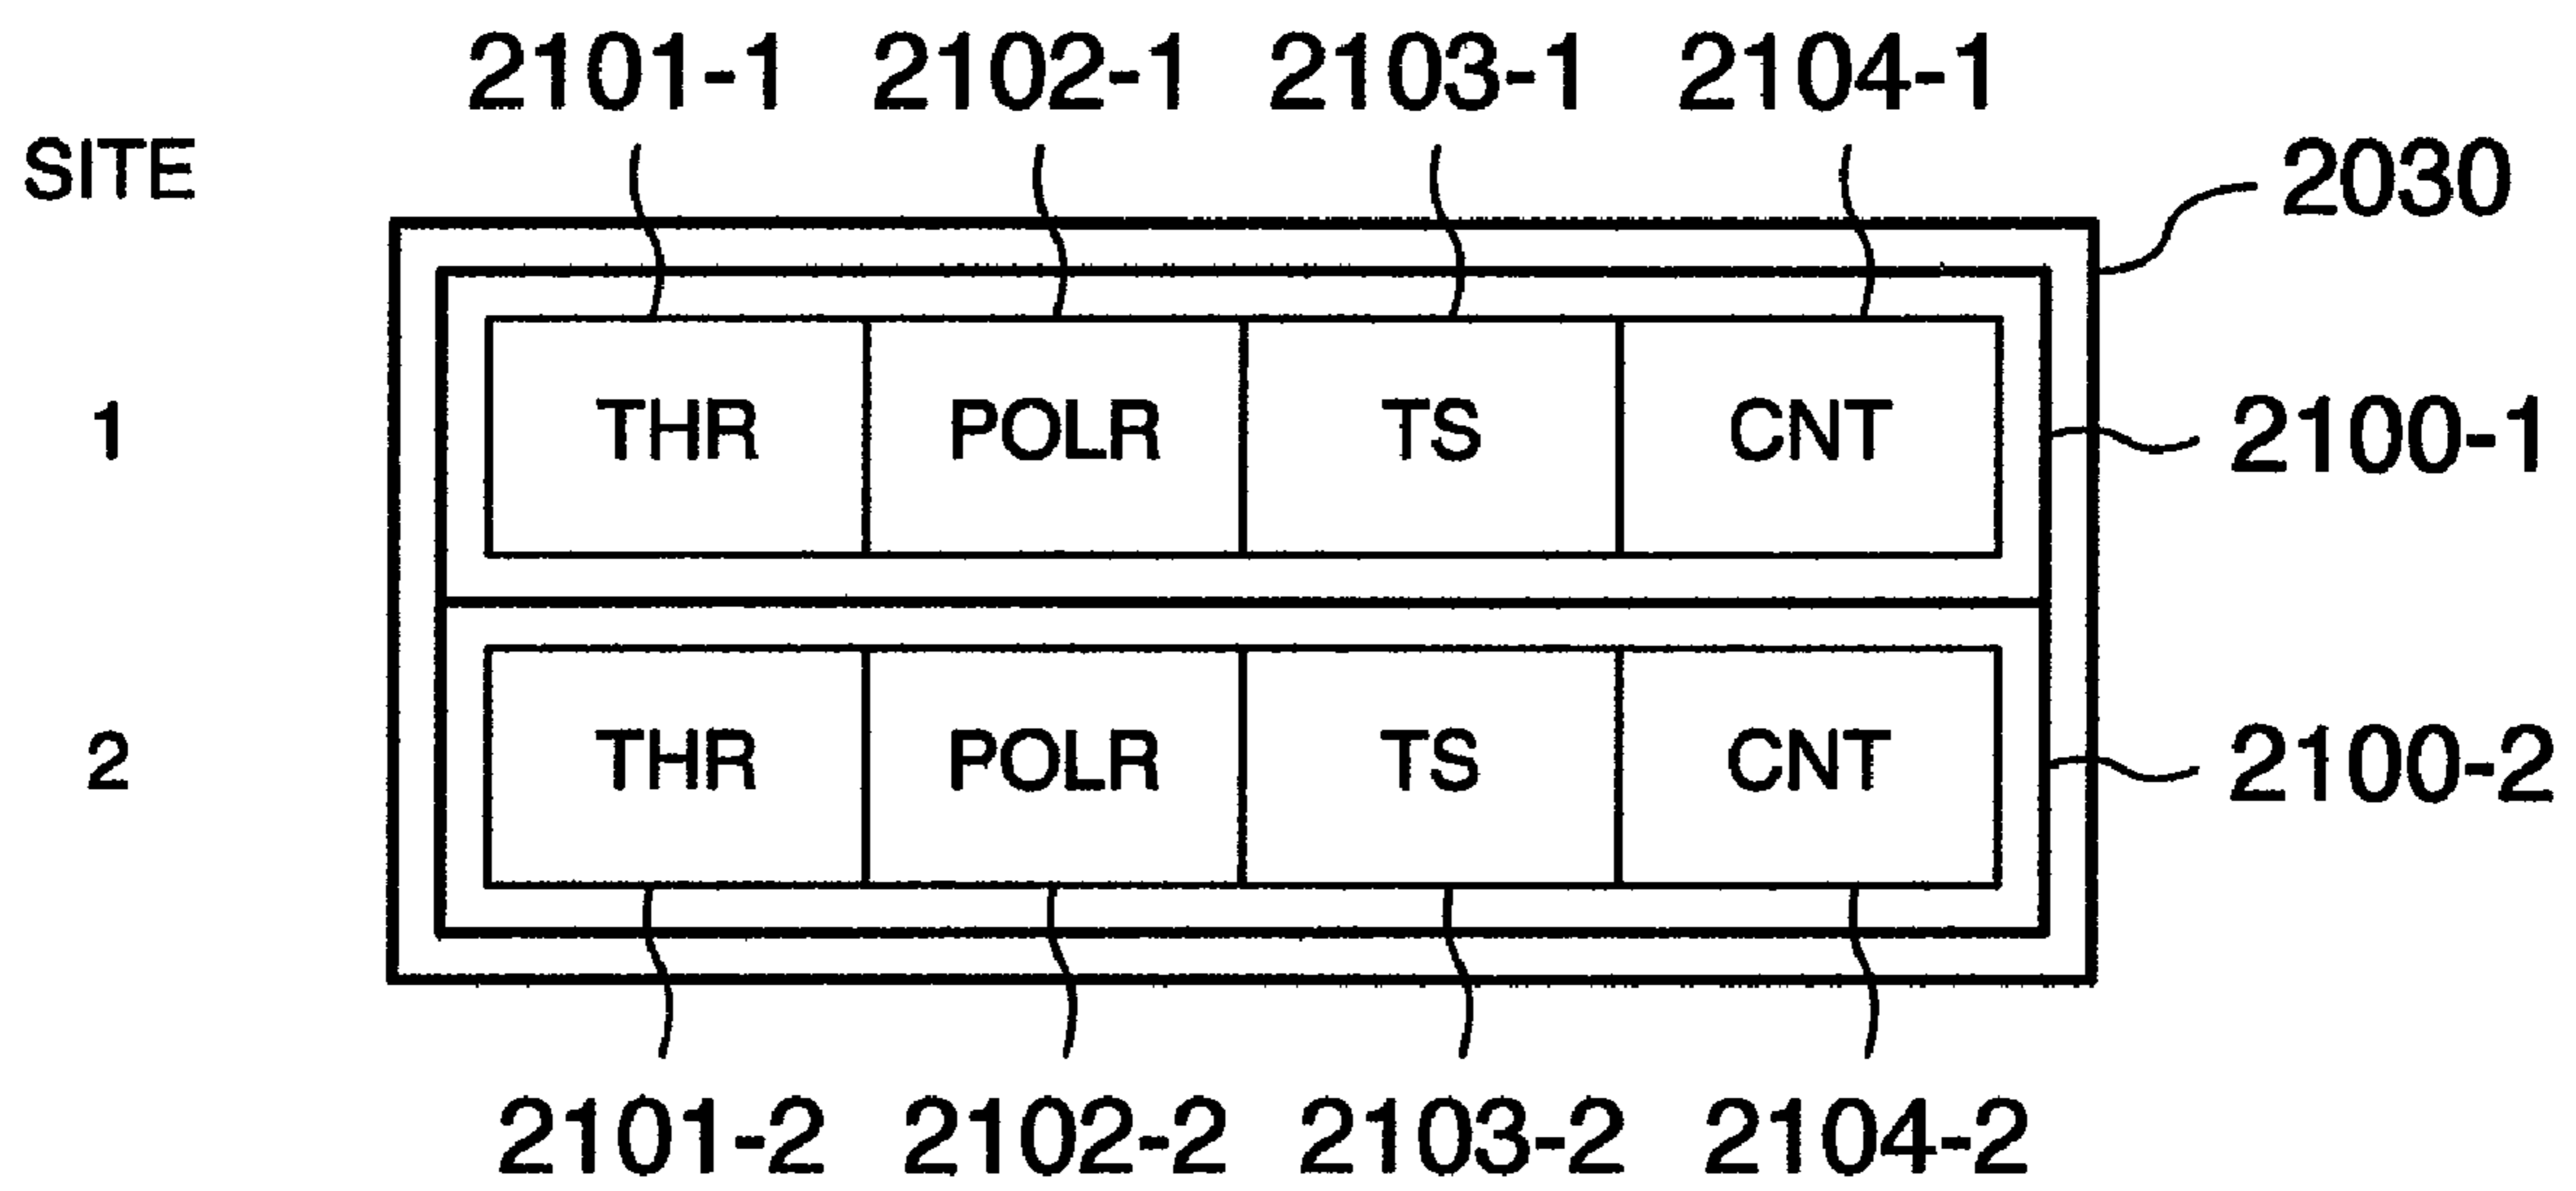 2101-1 2102-1 2103-1 2104-1
SITE 2030
1 THR POLR TS CNT 2100-1
2 THR POLR TS CNT 2100-2
2101-2 2102-2 2103-2 2104-2